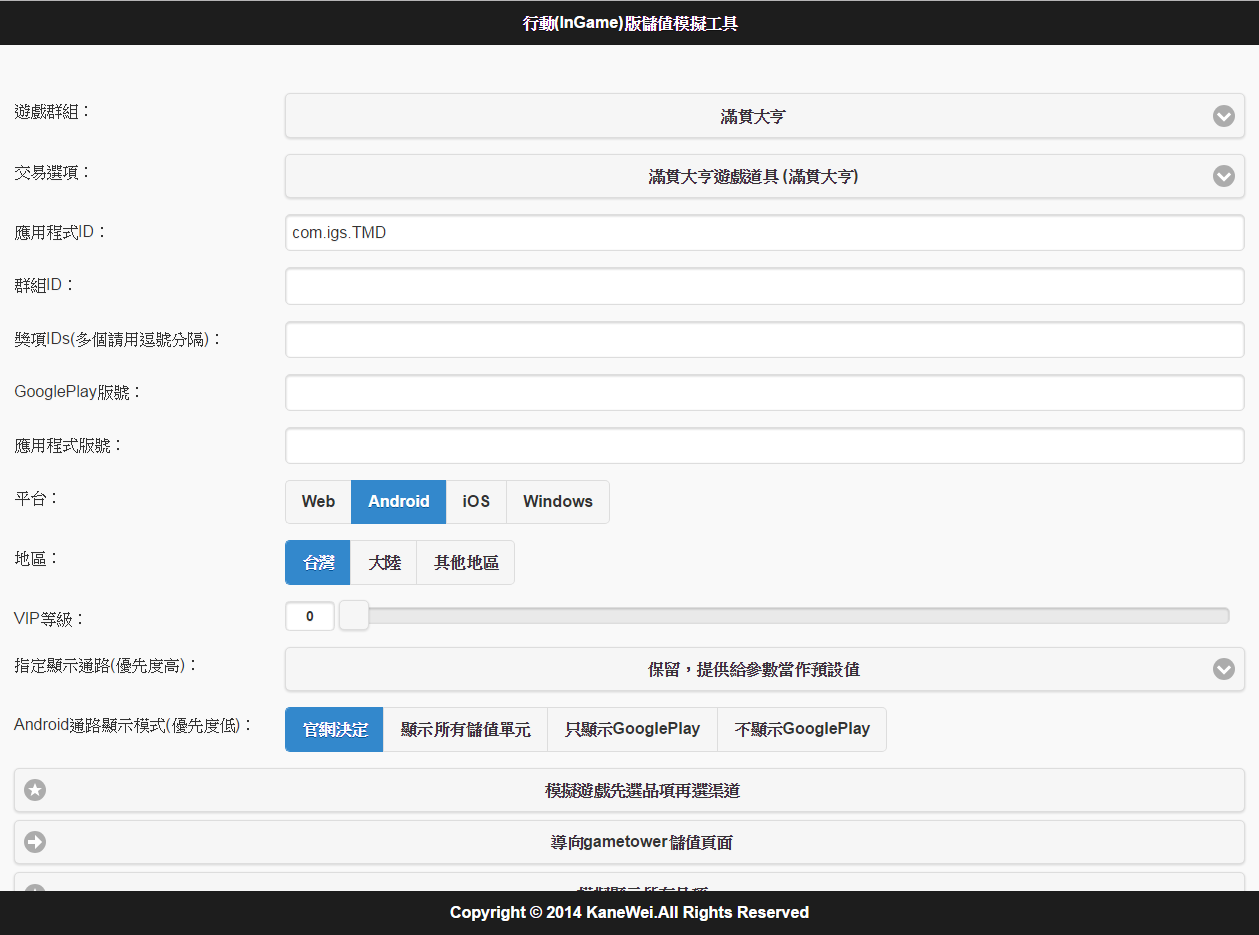 行動(InGame)版儲值模擬工具
遊戲群組：
滿貫大亨
交易選項：
滿貫大亨遊戲道具 (滿貫大亨)
應用程式ID：
com.igs.TMD
群組ID：
獎項IDs(多個請用逗號分隔)：
GooglePlay版號：
應用程式版號：
平台：
Web Android iOS Windows
地區：
台灣 大陸 其他地區
VIP等級：
0
指定顯示通路(優先度高)：
保留，提供給參數當作預設值
Android通路顯示模式(優先度低)：
官網決定 顯示所有儲值單元 只顯示GooglePlay 不顯示GooglePlay
模擬遊戲先選品項再選渠道
導向gametower儲值頁面
Copyright © 2014 KaneWei.All Rights Reserved